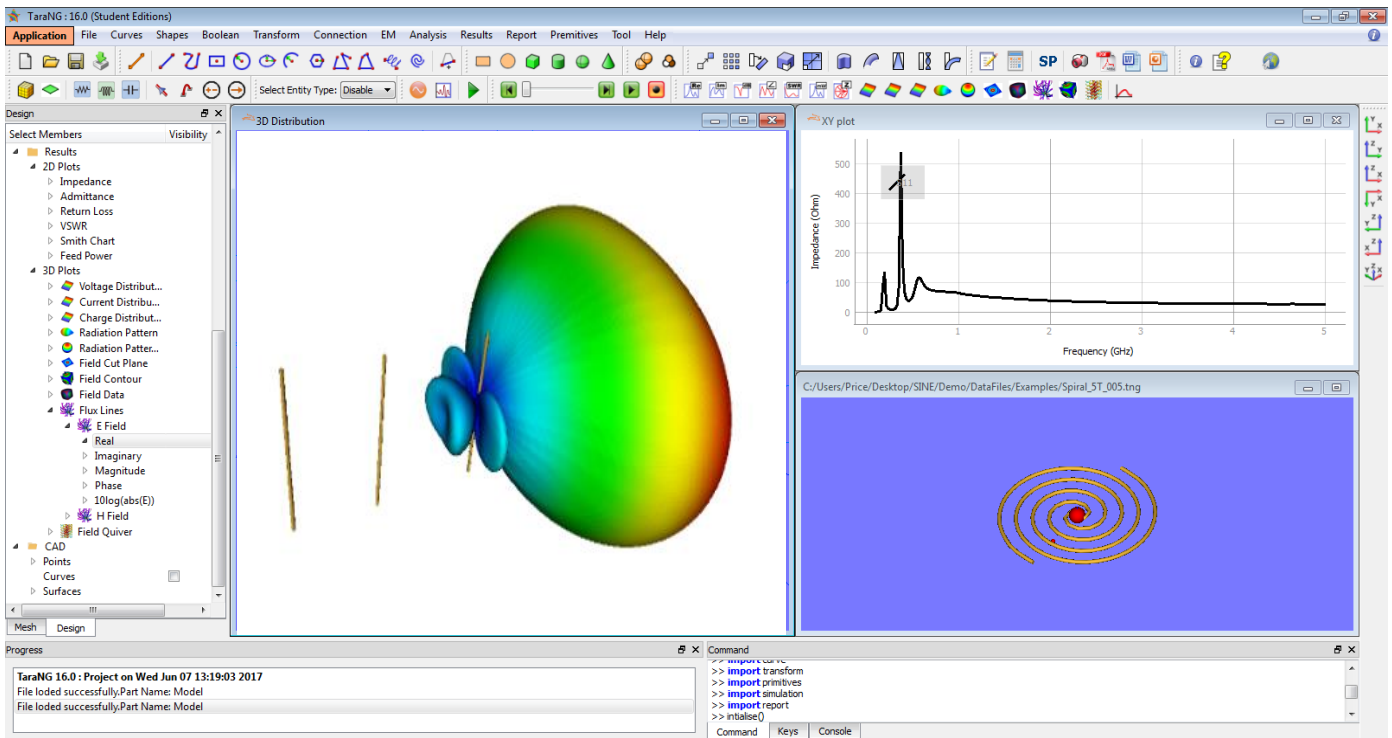 TaraNG : 16.0 (Student Editions)
Application File Curves Shapes Boolean Transform Connection EM Analysis Results Report Premitives Tool Help
SP
Select Entity Type: Disable
Design
Select Members Visibility
Results
2D Plots
Impedance
Admittance
Return Loss
VSWR
Smith Chart
Feed Power
3D Plots
Voltage Distribut...
Current Distribu...
Charge Distribut...
Radiation Pattern
Radiation Patter...
Field Cut Plane
Field Contour
Field Data
Flux Lines
E Field
Real
Imaginary
Magnitude
Phase
10log(abs(E))
H Field
Field Quiver
CAD
Points
Curves
Surfaces
Mesh Design
3D Distribution
XY plot
500
400
300
200
100
0
Impedance (Ohm)
0 1 2 3 4 5
Frequency (GHz)
C:/Users/Price/Desktop/SINE/Demo/DataFiles/Examples/Spiral_5T_005.tng
Progress
TaraNG 16.0 : Project on Wed Jun 07 13:19:03 2017
File loded successfully.Part Name: Model
File loded successfully.Part Name: Model
Command
>> import curve
>> import transform
>> import primitives
>> import simulation
>> import report
>> intialise()
Command Keys Console